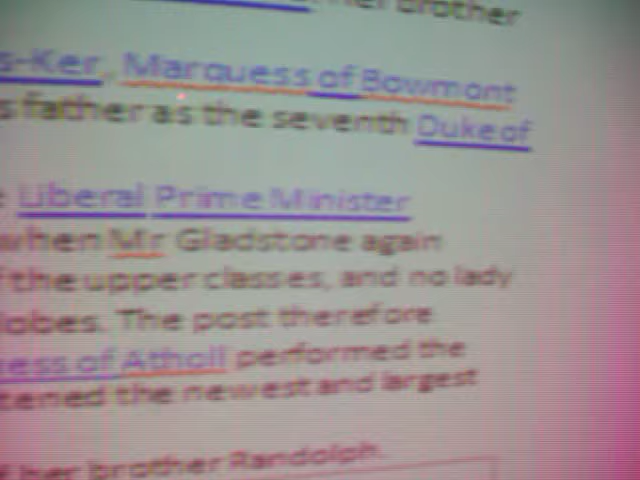 her brother
s-Ker, Marquess of Bowmont
s father as the seventh Duke of
e Liberal Prime Minister
when Mr Gladstone again
f the upper classes, and no lady
Robes. The post therefore
ess of Atholl performed the
tened the newest and largest
f her brother Randolph.